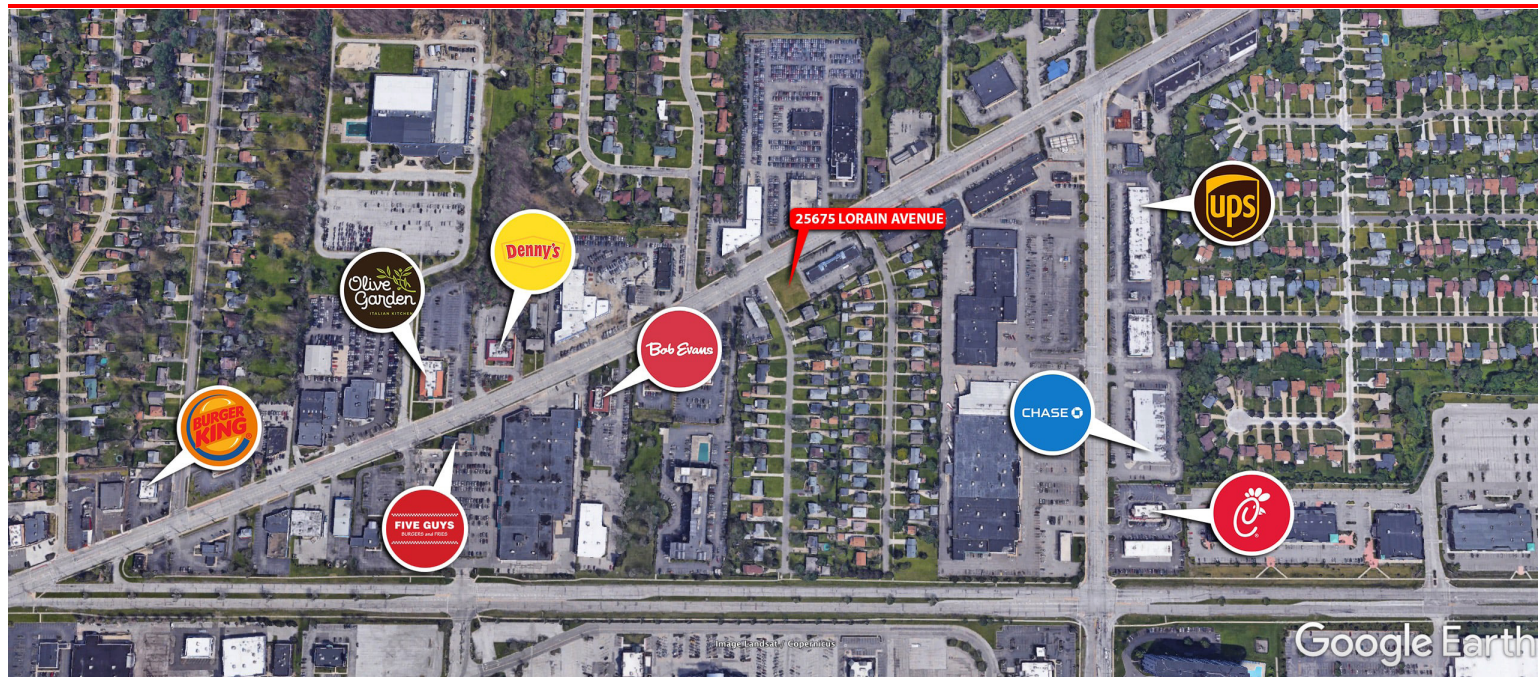 25675 LORAIN AVENUE
ups
Denny's
Olive
Garden
ITALIAN KITCHEN
Bob Evans
CHASE
BURGER
KING
FIVE GUYS
BURGERS and FRIES
Image Landsat / Copernicus
Google Earth